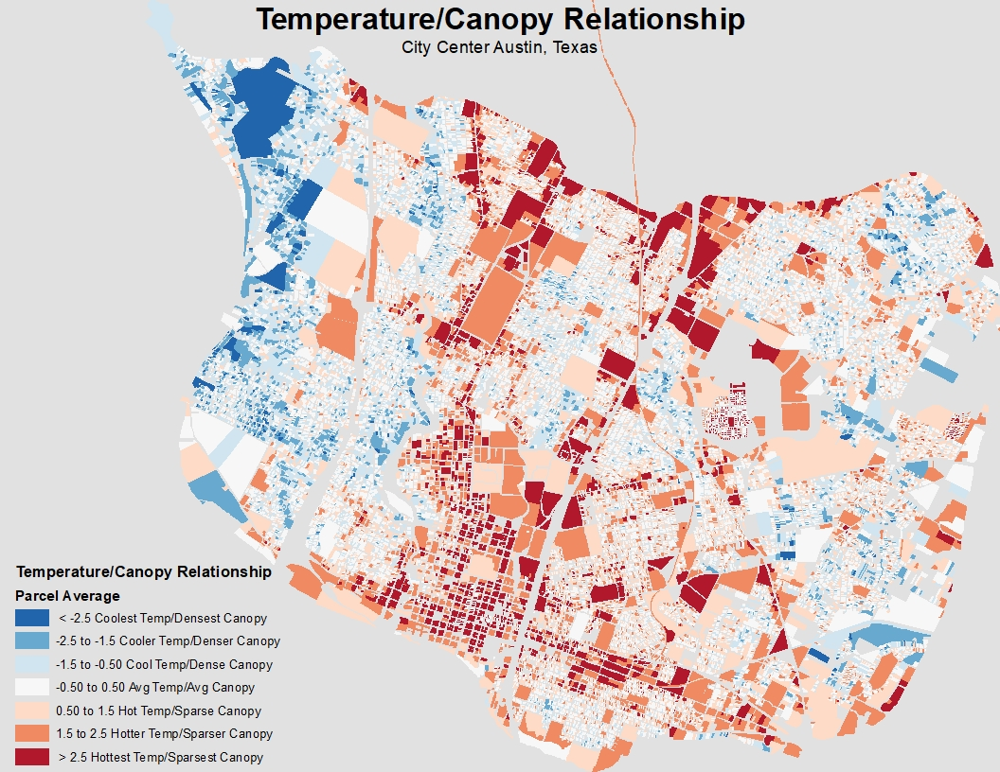 Temperature/Canopy Relationship
City Center Austin, Texas
Temperature/Canopy Relationship
Parcel Average
< -2.5 Coolest Temp/Densest Canopy
-2.5 to -1.5 Cooler Temp/Denser Canopy
-1.5 to -0.50 Cool Temp/Dense Canopy
-0.50 to 0.50 Avg Temp/Avg Canopy
0.50 to 1.5 Hot Temp/Sparse Canopy
1.5 to 2.5 Hotter Temp/Sparser Canopy
> 2.5 Hottest Temp/Sparsest Canopy